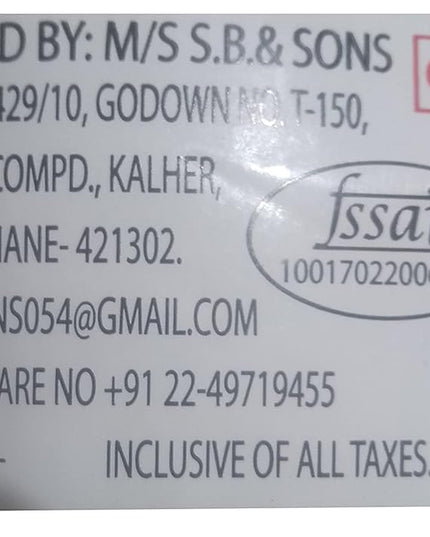 D BY: M/S S.B.& SONS
429/10, GODOWN NO.T-150,
COMPD., KALHER,
HANE- 421302.
fssai
10017022000
NS054@GMAIL.COM
ARE NO +91 22-49719455
- INCLUSIVE OF ALL TAXES.